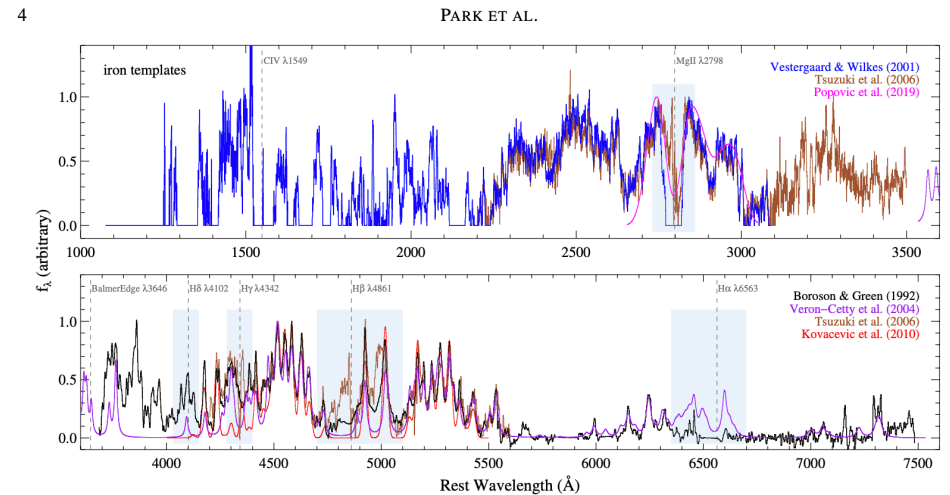 4
PARK ET AL.
iron templates
CIV λ1549
MgII λ2798
Vestergaard & Wilkes (2001)
Tsuzuki et al. (2006)
Popovic et al. (2019)
1.0
0.5
0.0
1000 1500 2000 2500 3000 3500
fλ (arbitrary)
BalmerEdge λ3646 Hδ λ4102 Hγ λ4342 Hβ λ4861 Hα λ6563
Boroson & Green (1992)
Veron−Cetty et al. (2004)
Tsuzuki et al. (2006)
Kovacevic et al. (2010)
1.0
0.5
0.0
4000 4500 5000 5500 6000 6500 7000 7500
Rest Wavelength (Å)